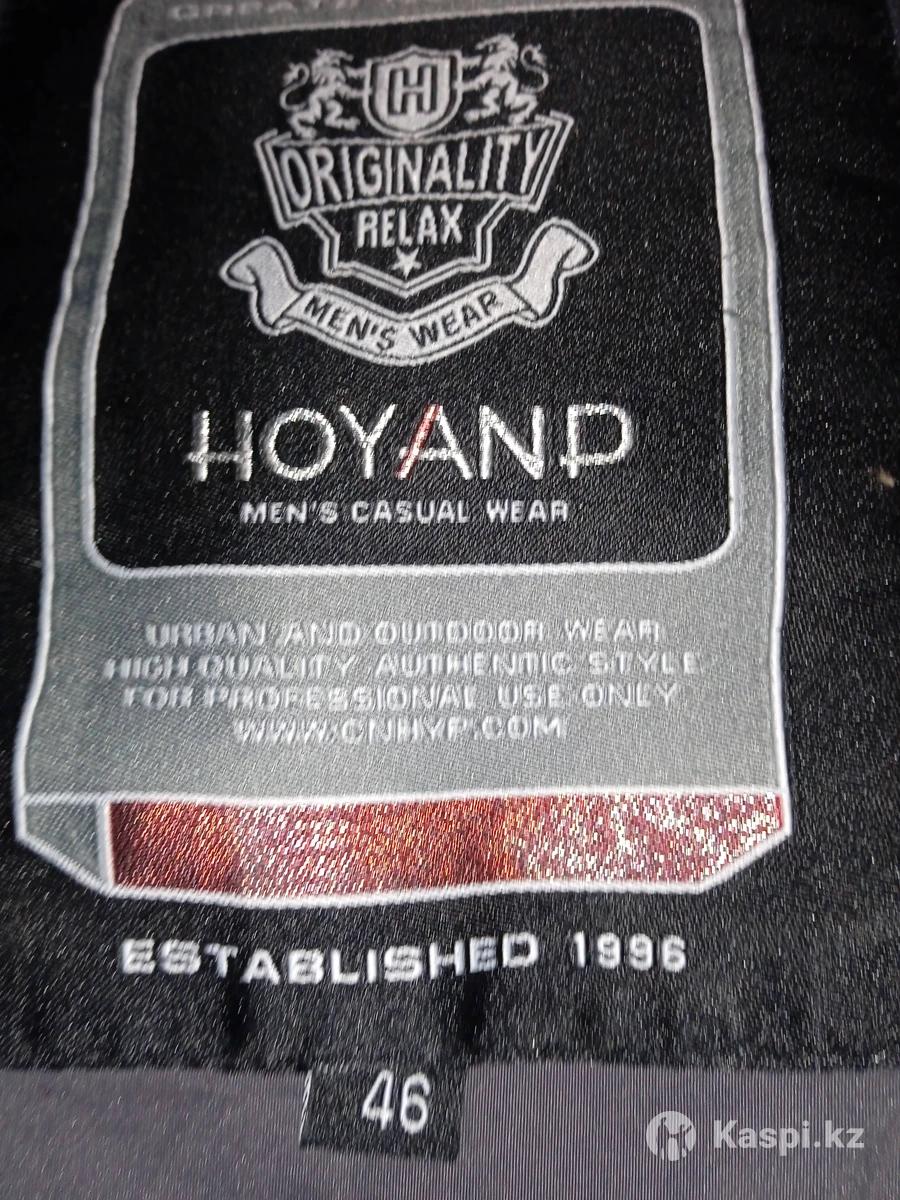 H
ORIGINALITY
RELAX
MEN'S WEAR
HOYAND
MEN'S CASUAL WEAR
URBAN AND OUTDOOR WEAR
HIGH QUALITY AUTHENTIC STYLE
FOR PROFESSIONAL USE ONLY
WWW.CNHYP.COM
ESTABLISHED 1996
46
Kaspi.kz